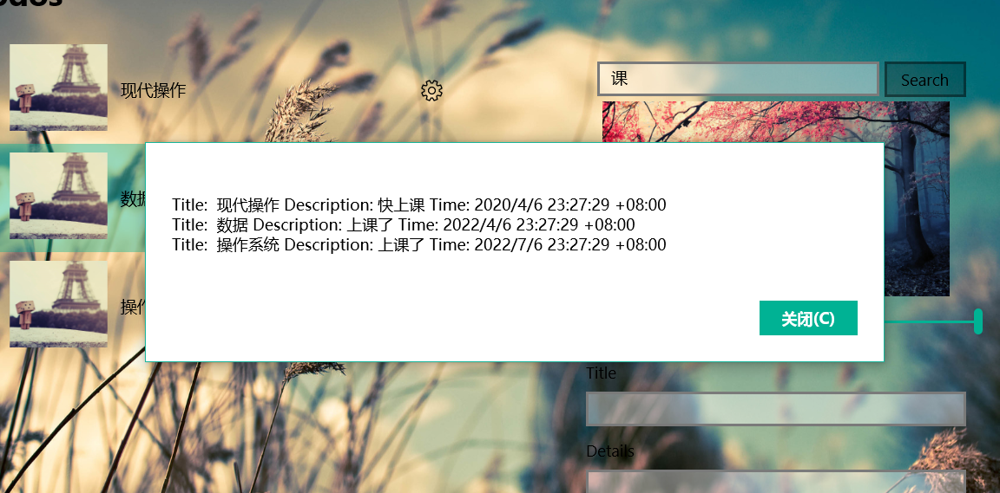 现代操作
课
Search
数据
Title:  现代操作 Description: 快上课 Time: 2020/4/6 23:27:29 +08:00
Title:  数据 Description: 上课了 Time: 2022/4/6 23:27:29 +08:00
Title:  操作系统 Description: 上课了 Time: 2022/7/6 23:27:29 +08:00
操作
关闭(C)
Title
Details